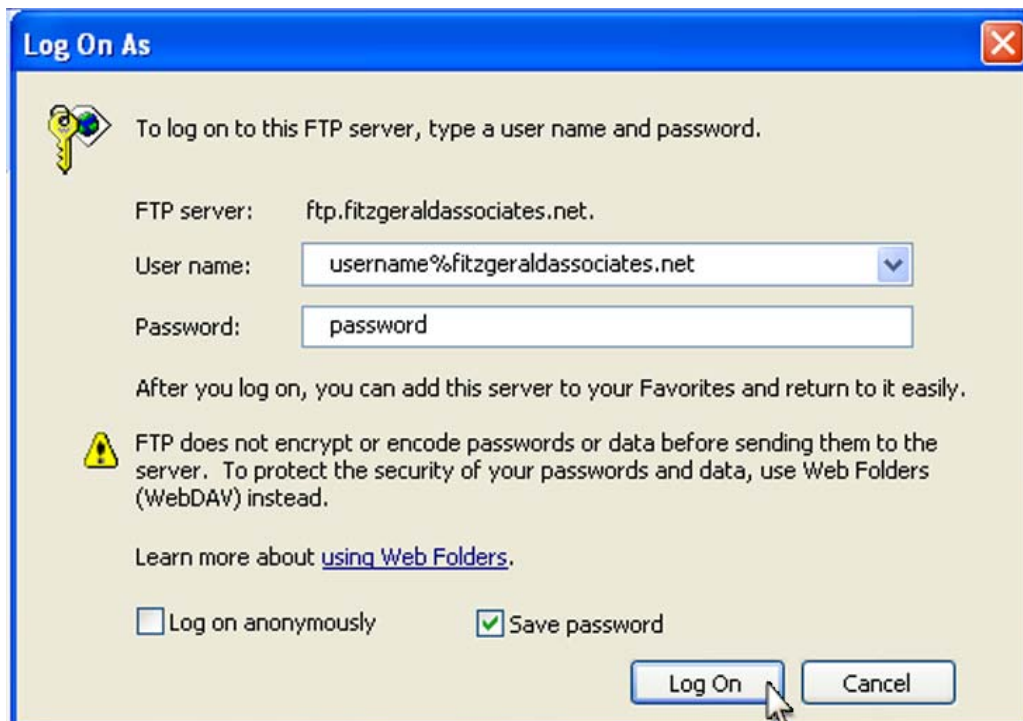 Log On As
To log on to this FTP server, type a user name and password.
FTP server: ftp.fitzgeraldassociates.net.
User name: username%fitzgeraldassociates.net
Password: password
After you log on, you can add this server to your Favorites and return to it easily.
FTP does not encrypt or encode passwords or data before sending them to the
server. To protect the security of your passwords and data, use Web Folders
(WebDAV) instead.
Learn more about using Web Folders.
Log on anonymously Save password
Log On Cancel